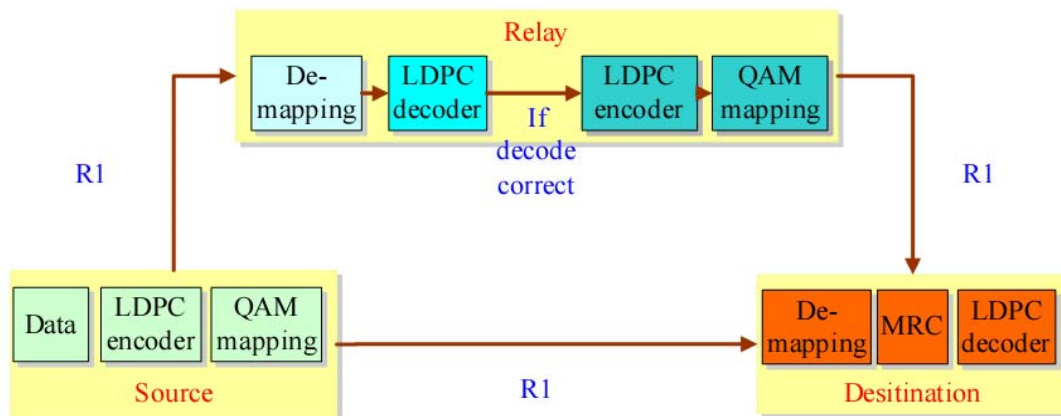 Relay
De-
mapping
LDPC
decoder
If
decode
correct
LDPC
encoder
QAM
mapping
R1
R1
Data
LDPC
encoder
QAM
mapping
Source
R1
De-
mapping
MRC
LDPC
decoder
Desitination